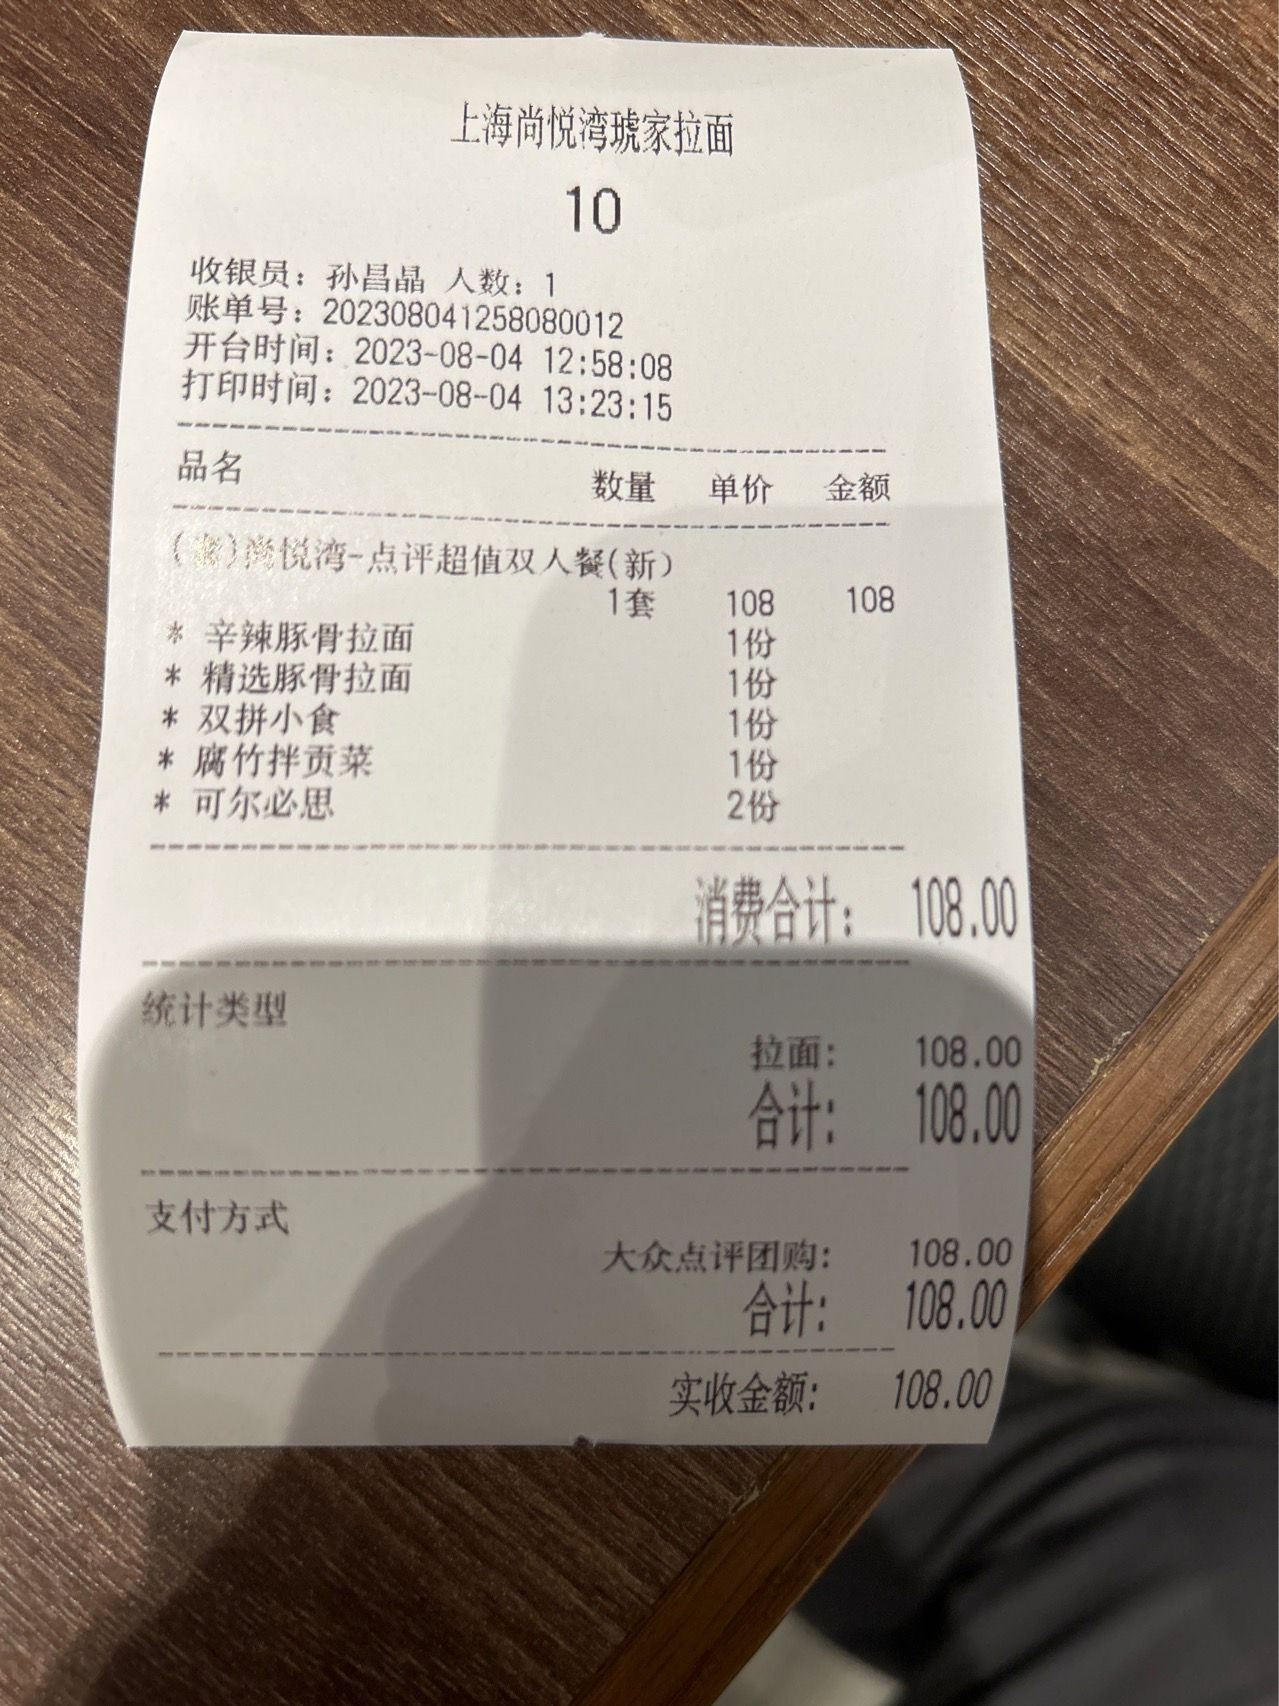 上海尚悦湾琥家拉面
10
收银员：孙昌晶 人数：1
账单号：202308041258080012
开台时间：2023-08-04 12:58:08
打印时间：2023-08-04 13:23:15
品名 数量 单价 金额
(套)尚悦湾-点评超值双人餐(新)
1套 108 108
* 辛辣豚骨拉面 1份
* 精选豚骨拉面 1份
* 双拼小食 1份
* 腐竹拌贡菜 1份
* 可尔必思 2份
消费合计： 108.00
统计类型
拉面： 108.00
合计： 108.00
支付方式
大众点评团购： 108.00
合计： 108.00
实收金额： 108.00